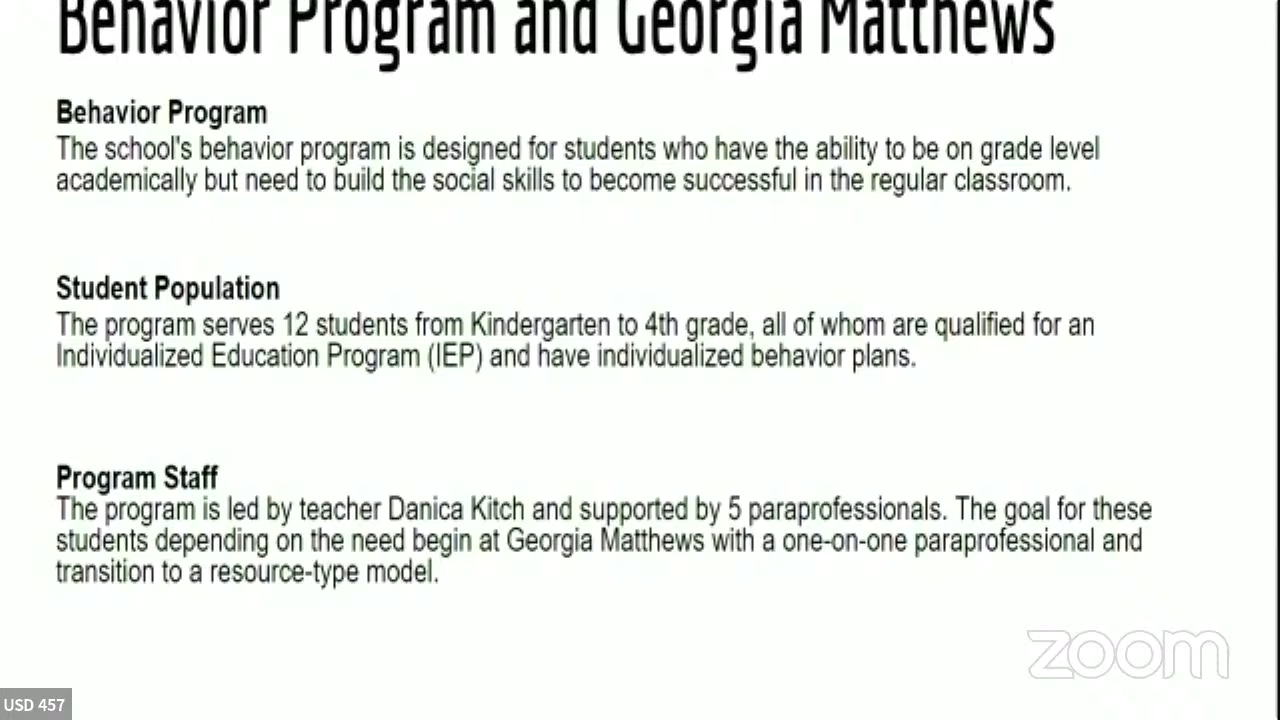 Behavior Program and Georgia Matthews
Behavior Program
The school's behavior program is designed for students who have the ability to be on grade level
academically but need to build the social skills to become successful in the regular classroom.
Student Population
The program serves 12 students from Kindergarten to 4th grade, all of whom are qualified for an
Individualized Education Program (IEP) and have individualized behavior plans.
Program Staff
The program is led by teacher Danica Kitch and supported by 5 paraprofessionals. The goal for these
students depending on the need begin at Georgia Matthews with a one-on-one paraprofessional and
transition to a resource-type model.
zoom
USD 457